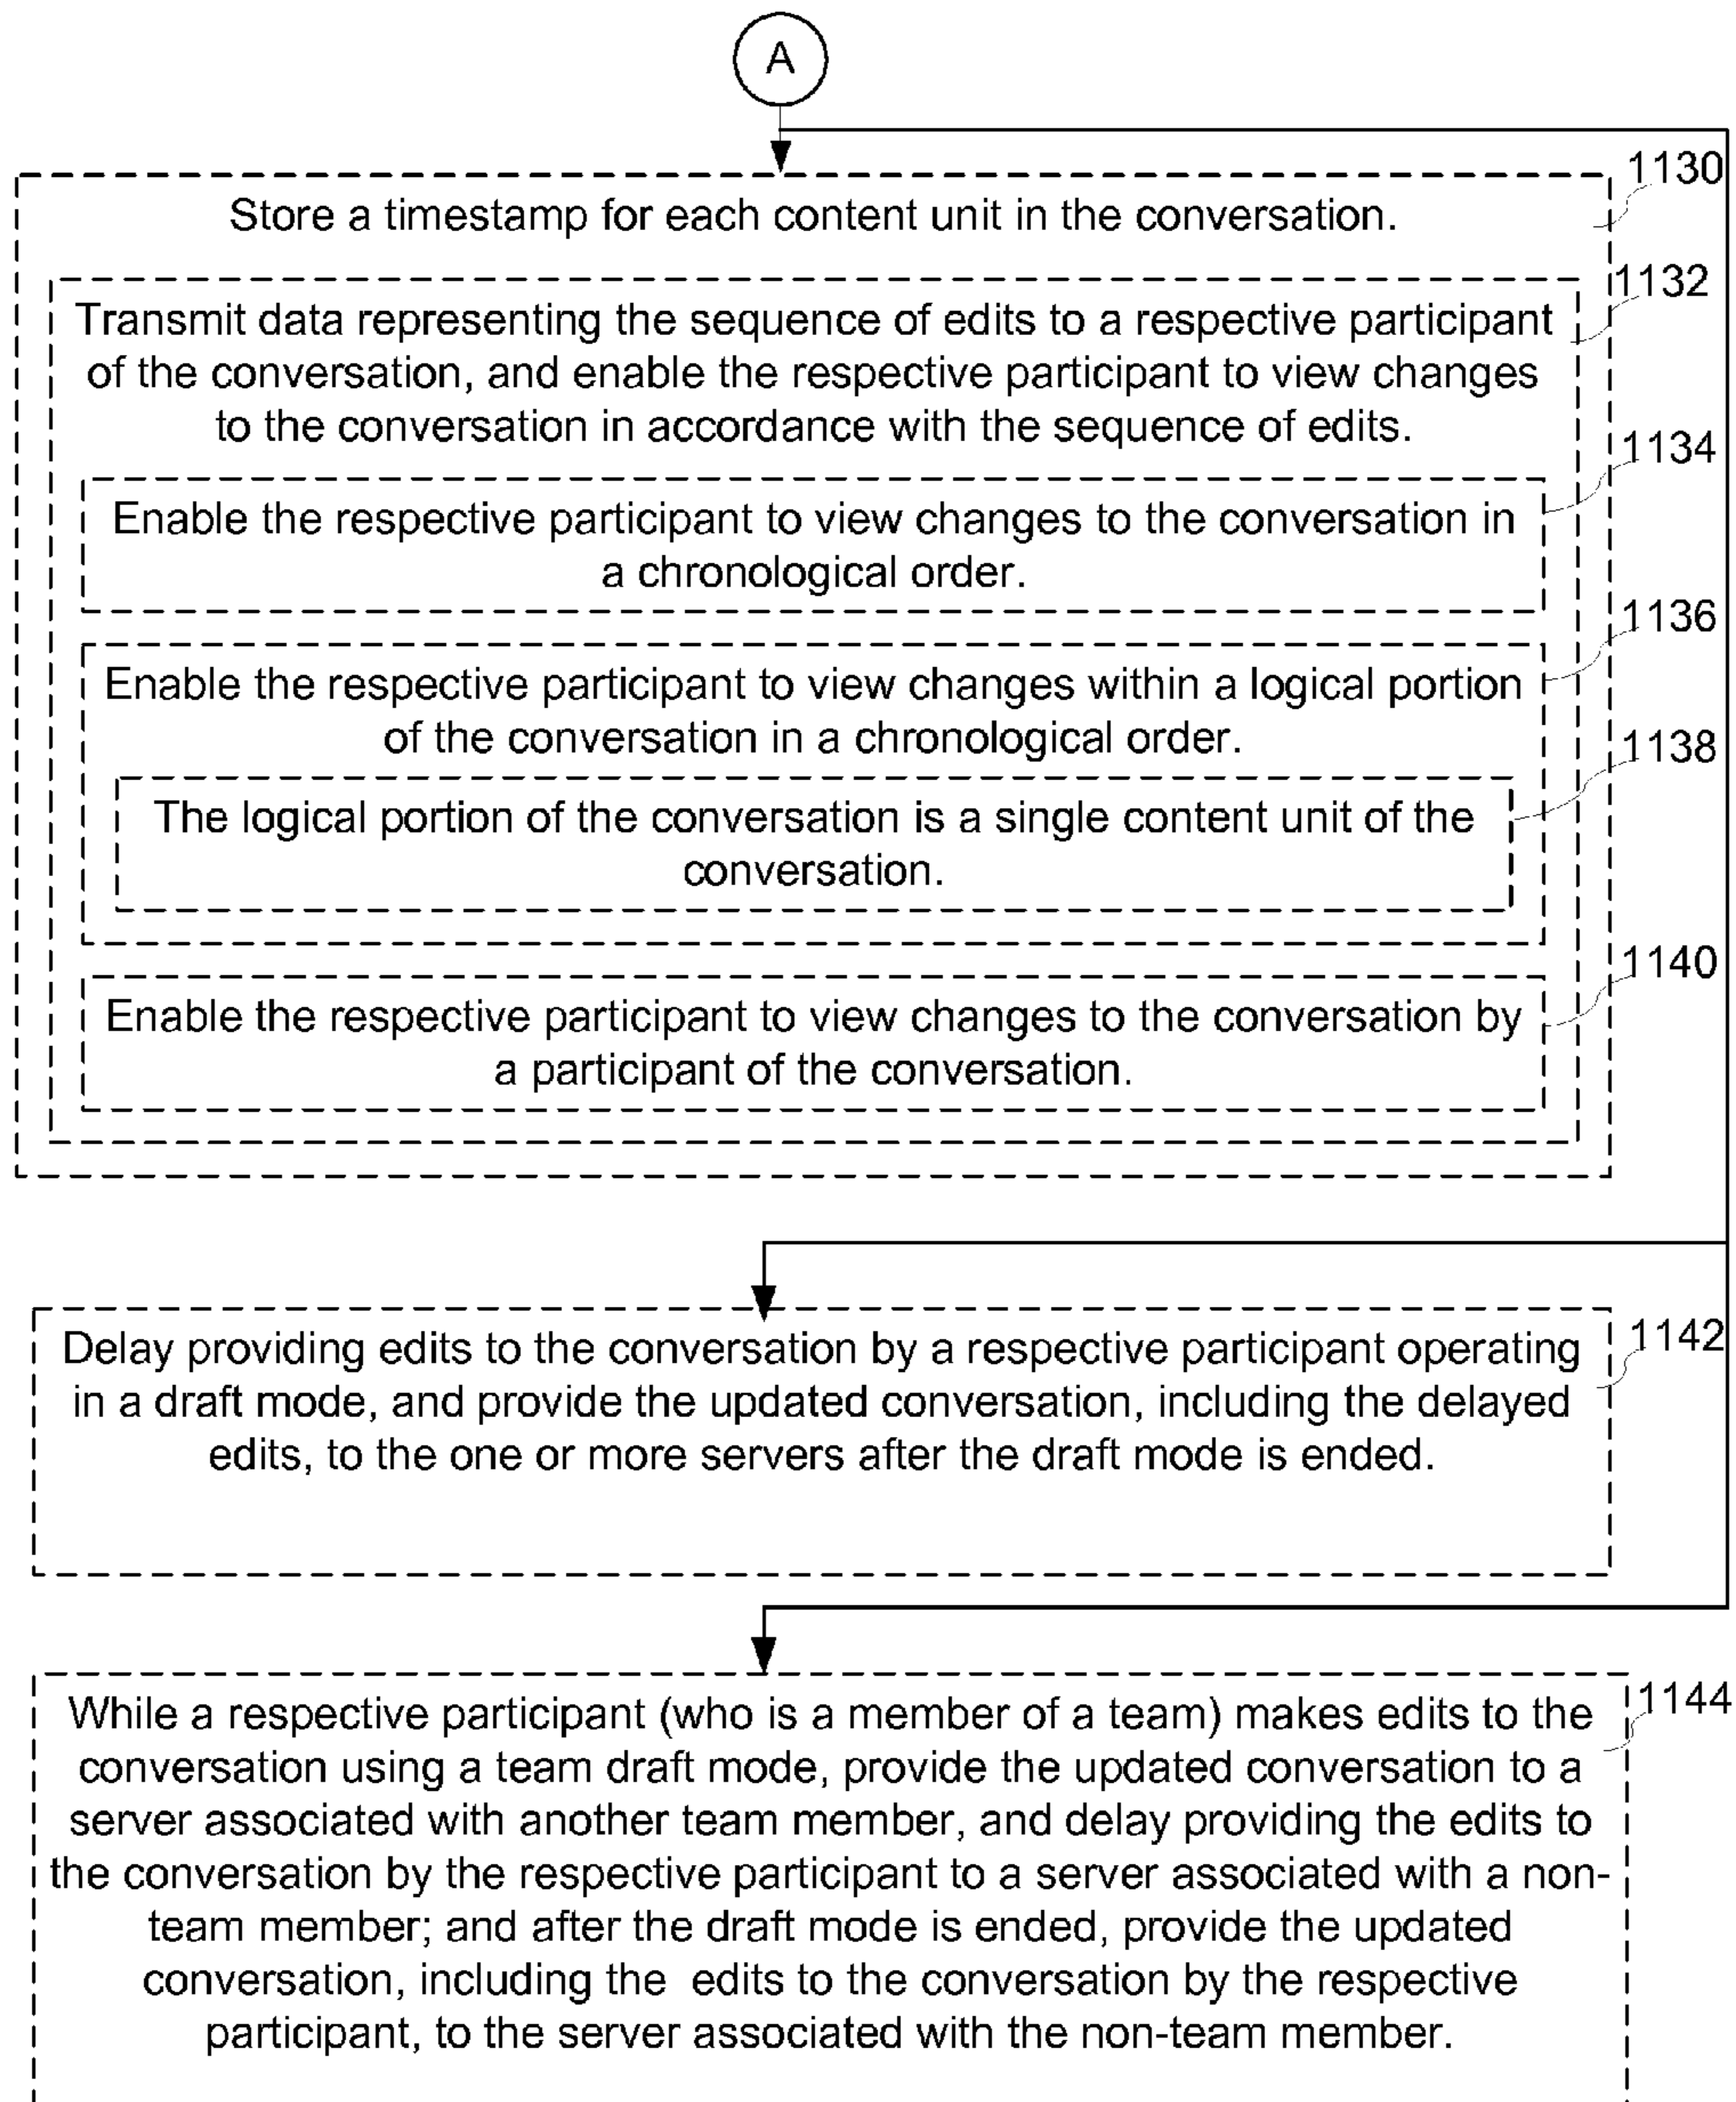 A
1130
Store a timestamp for each content unit in the conversation.
1132
Transmit data representing the sequence of edits to a respective participant
of the conversation, and enable the respective participant to view changes
to the conversation in accordance with the sequence of edits.
1134
Enable the respective participant to view changes to the conversation in
a chronological order.
1136
Enable the respective participant to view changes within a logical portion
of the conversation in a chronological order.
1138
The logical portion of the conversation is a single content unit of the
conversation.
1140
Enable the respective participant to view changes to the conversation by
a participant of the conversation.
1142
Delay providing edits to the conversation by a respective participant operating
in a draft mode, and provide the updated conversation, including the delayed
edits, to the one or more servers after the draft mode is ended.
1144
While a respective participant (who is a member of a team) makes edits to the
conversation using a team draft mode, provide the updated conversation to a
server associated with another team member, and delay providing the edits to
the conversation by the respective participant to a server associated with a non-
team member; and after the draft mode is ended, provide the updated
conversation, including the  edits to the conversation by the respective
participant, to the server associated with the non-team member.